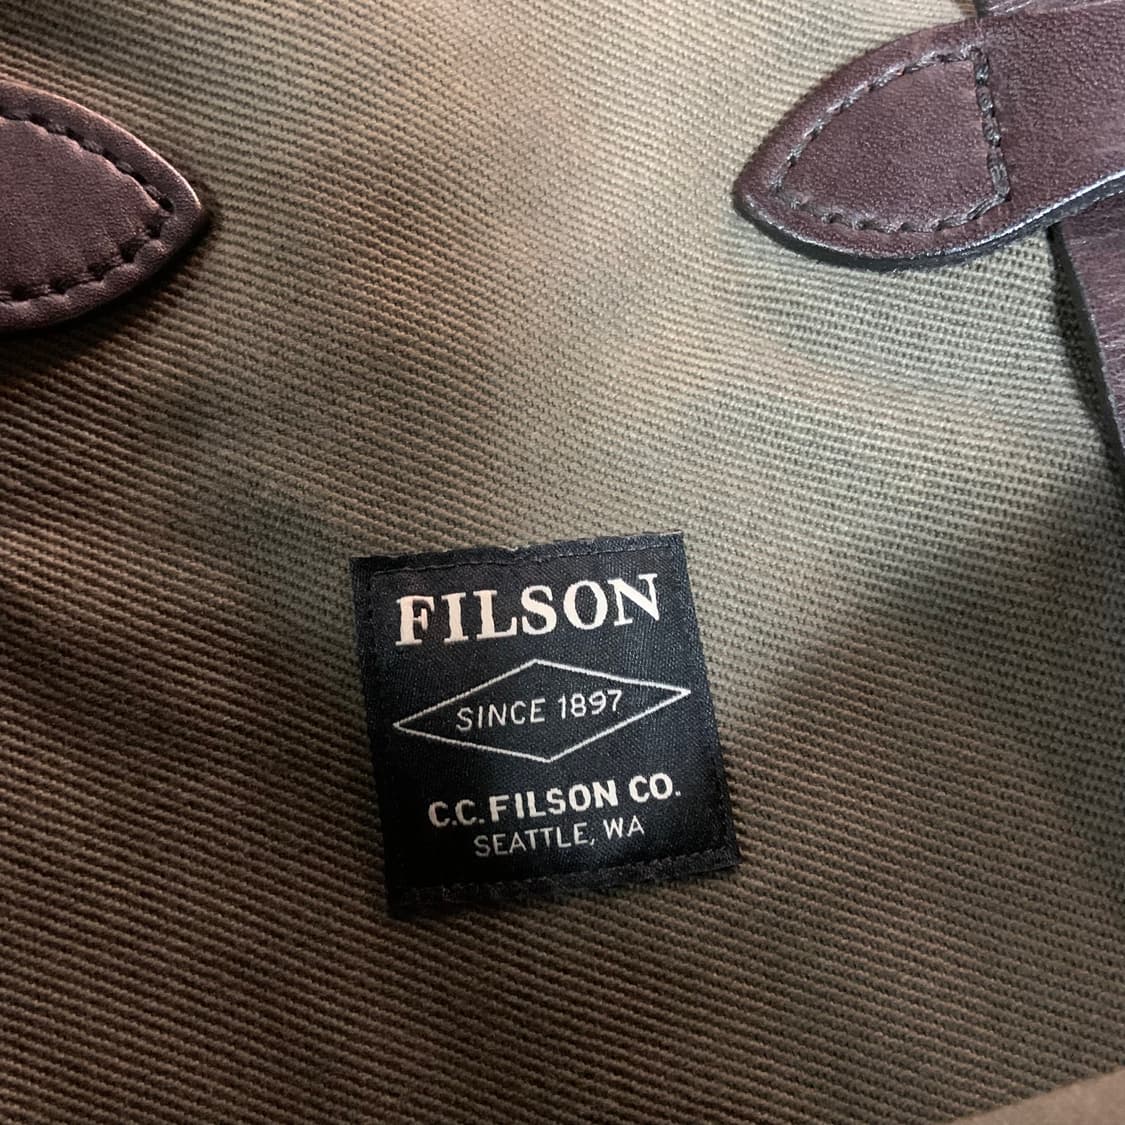 FILSON
SINCE 1897
C.C. FILSON CO.
SEATTLE, WA